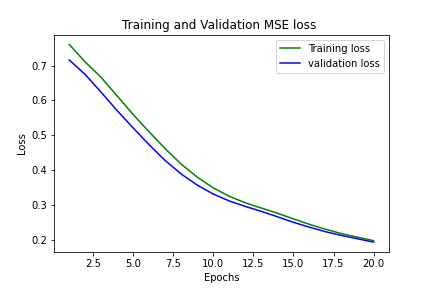 Training and Validation MSE loss
Training loss
validation loss
Loss
0.7
0.6
0.5
0.4
0.3
0.2
2.5 5.0 7.5 10.0 12.5 15.0 17.5 20.0
Epochs